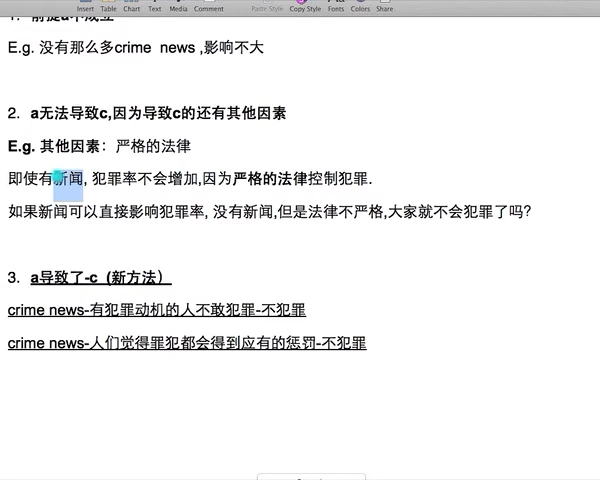 Insert Table Chart Text Media Comment Paste Style Copy Style Fonts Colors Share
1. 前提a不成立
E.g. 没有那么多crime news ,影响不大
2. a无法导致c,因为导致c的还有其他因素
E.g. 其他因素：严格的法律
即使有新闻, 犯罪率不会增加,因为严格的法律控制犯罪.
如果新闻可以直接影响犯罪率, 没有新闻,但是法律不严格,大家就不会犯罪了吗?
3. a导致了-c（新方法）
crime news-有犯罪动机的人不敢犯罪-不犯罪
crime news-人们觉得罪犯都会得到应有的惩罚-不犯罪